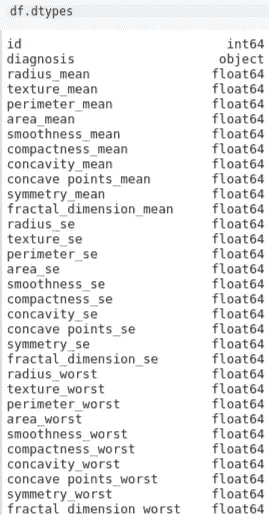 df.dtypes
id int64
diagnosis object
radius_mean float64
texture_mean float64
perimeter_mean float64
area_mean float64
smoothness_mean float64
compactness_mean float64
concavity_mean float64
concave points_mean float64
symmetry_mean float64
fractal_dimension_mean float64
radius_se float64
texture_se float64
perimeter_se float64
area_se float64
smoothness_se float64
compactness_se float64
concavity_se float64
concave points_se float64
symmetry_se float64
fractal_dimension_se float64
radius_worst float64
texture_worst float64
perimeter_worst float64
area_worst float64
smoothness_worst float64
compactness_worst float64
concavity_worst float64
concave points_worst float64
symmetry_worst float64
fractal_dimension_worst float64